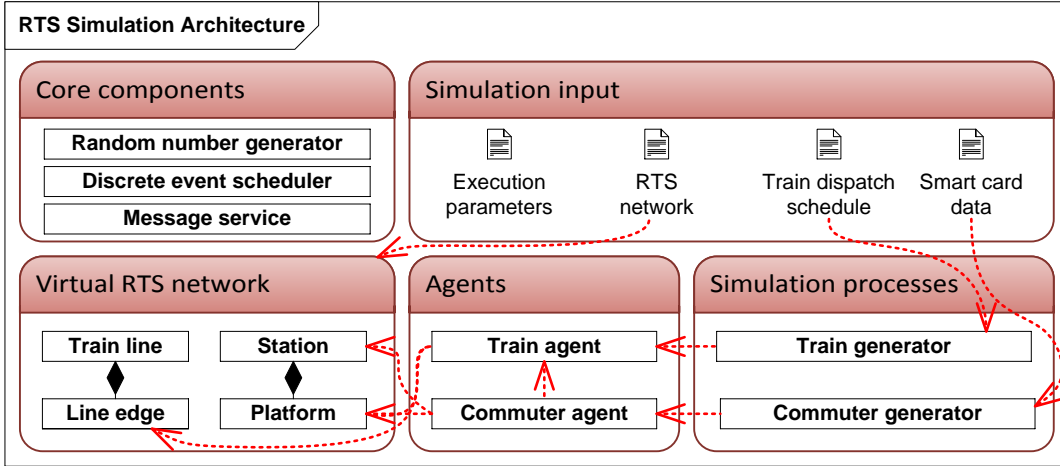 RTS Simulation Architecture
Core components
Random number generator
Discrete event scheduler
Message service
Simulation input
Execution
parameters
RTS
network
Train dispatch
schedule
Smart card
data
Virtual RTS network
Train line
Line edge
Station
Platform
Agents
Train agent
Commuter agent
Simulation processes
Train generator
Commuter generator